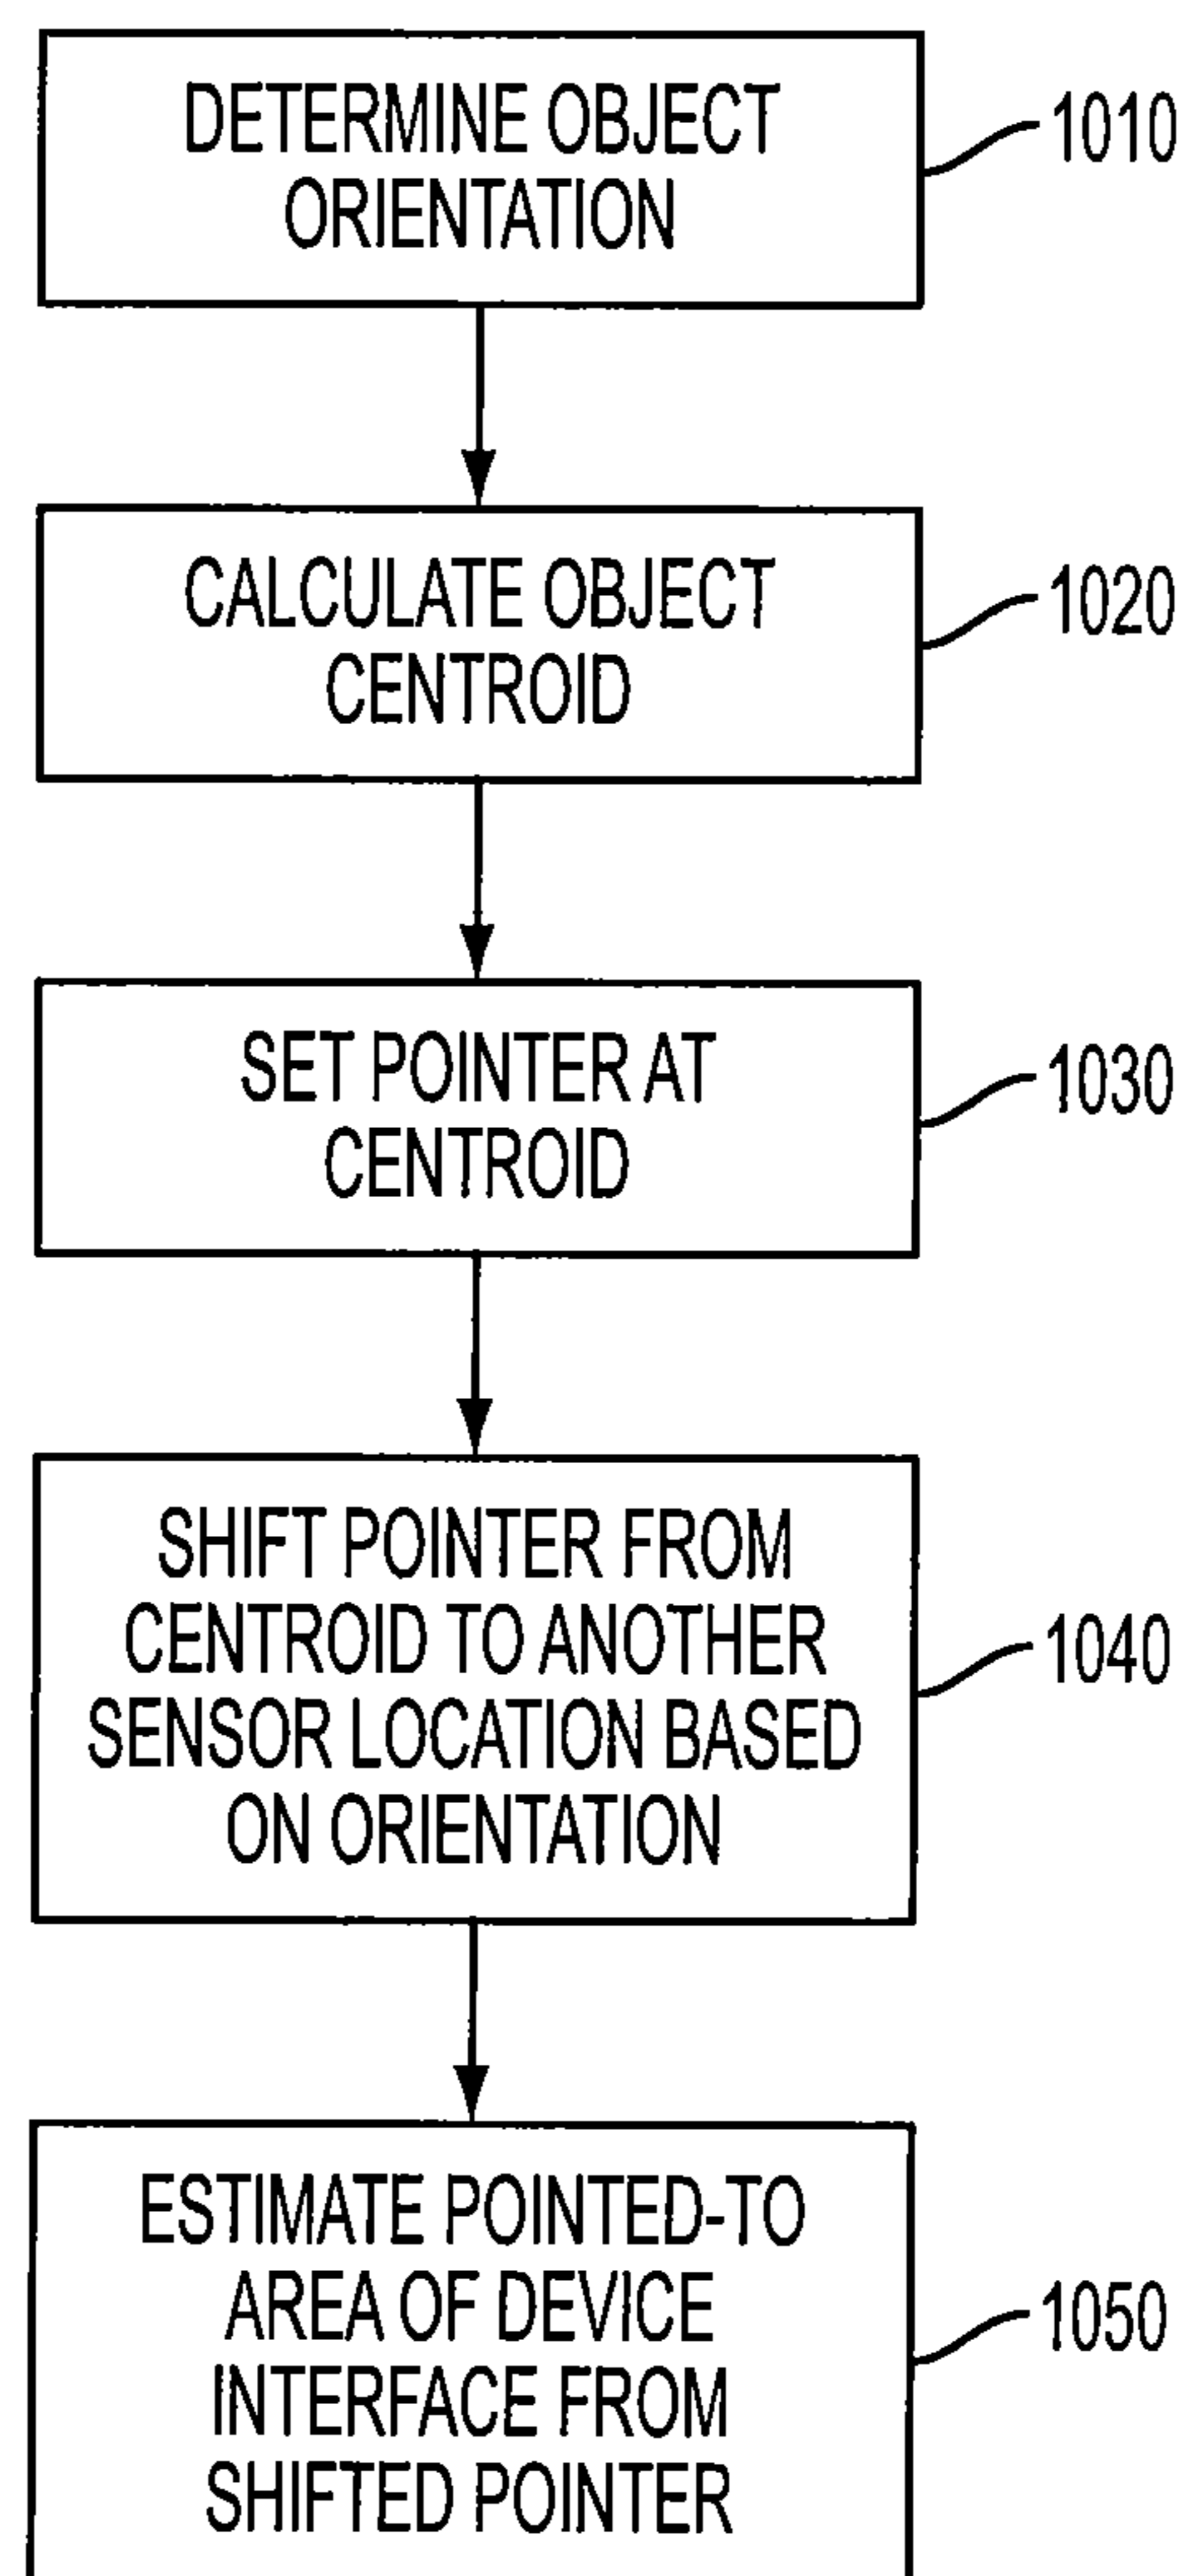 DETERMINE OBJECT
ORIENTATION
1010
CALCULATE OBJECT
CENTROID
1020
SET POINTER AT
CENTROID
1030
SHIFT POINTER FROM
CENTROID TO ANOTHER
SENSOR LOCATION BASED
ON ORIENTATION
1040
ESTIMATE POINTED-TO
AREA OF DEVICE
INTERFACE FROM
SHIFTED POINTER
1050